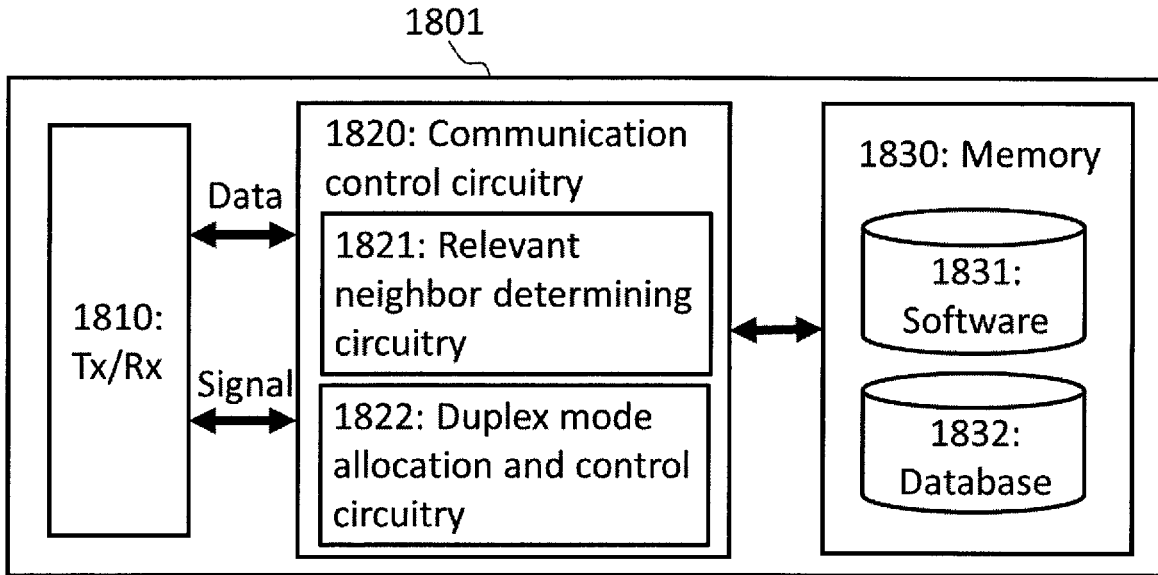 1801
1810:
Tx/Rx
Data
Signal
1820: Communication
control circuitry
1821: Relevant
neighbor determining
circuitry
1822: Duplex mode
allocation and control
circuitry
1830: Memory
1831:
Software
1832:
Database